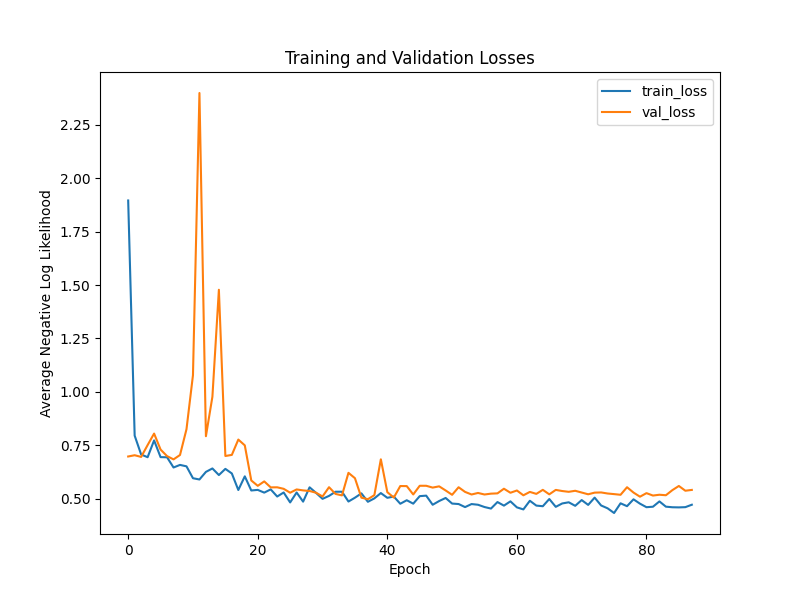 Training and Validation Losses
train_loss
val_loss
Average Negative Log Likelihood
2.25
2.00
1.75
1.50
1.25
1.00
0.75
0.50
0 20 40 60 80
Epoch